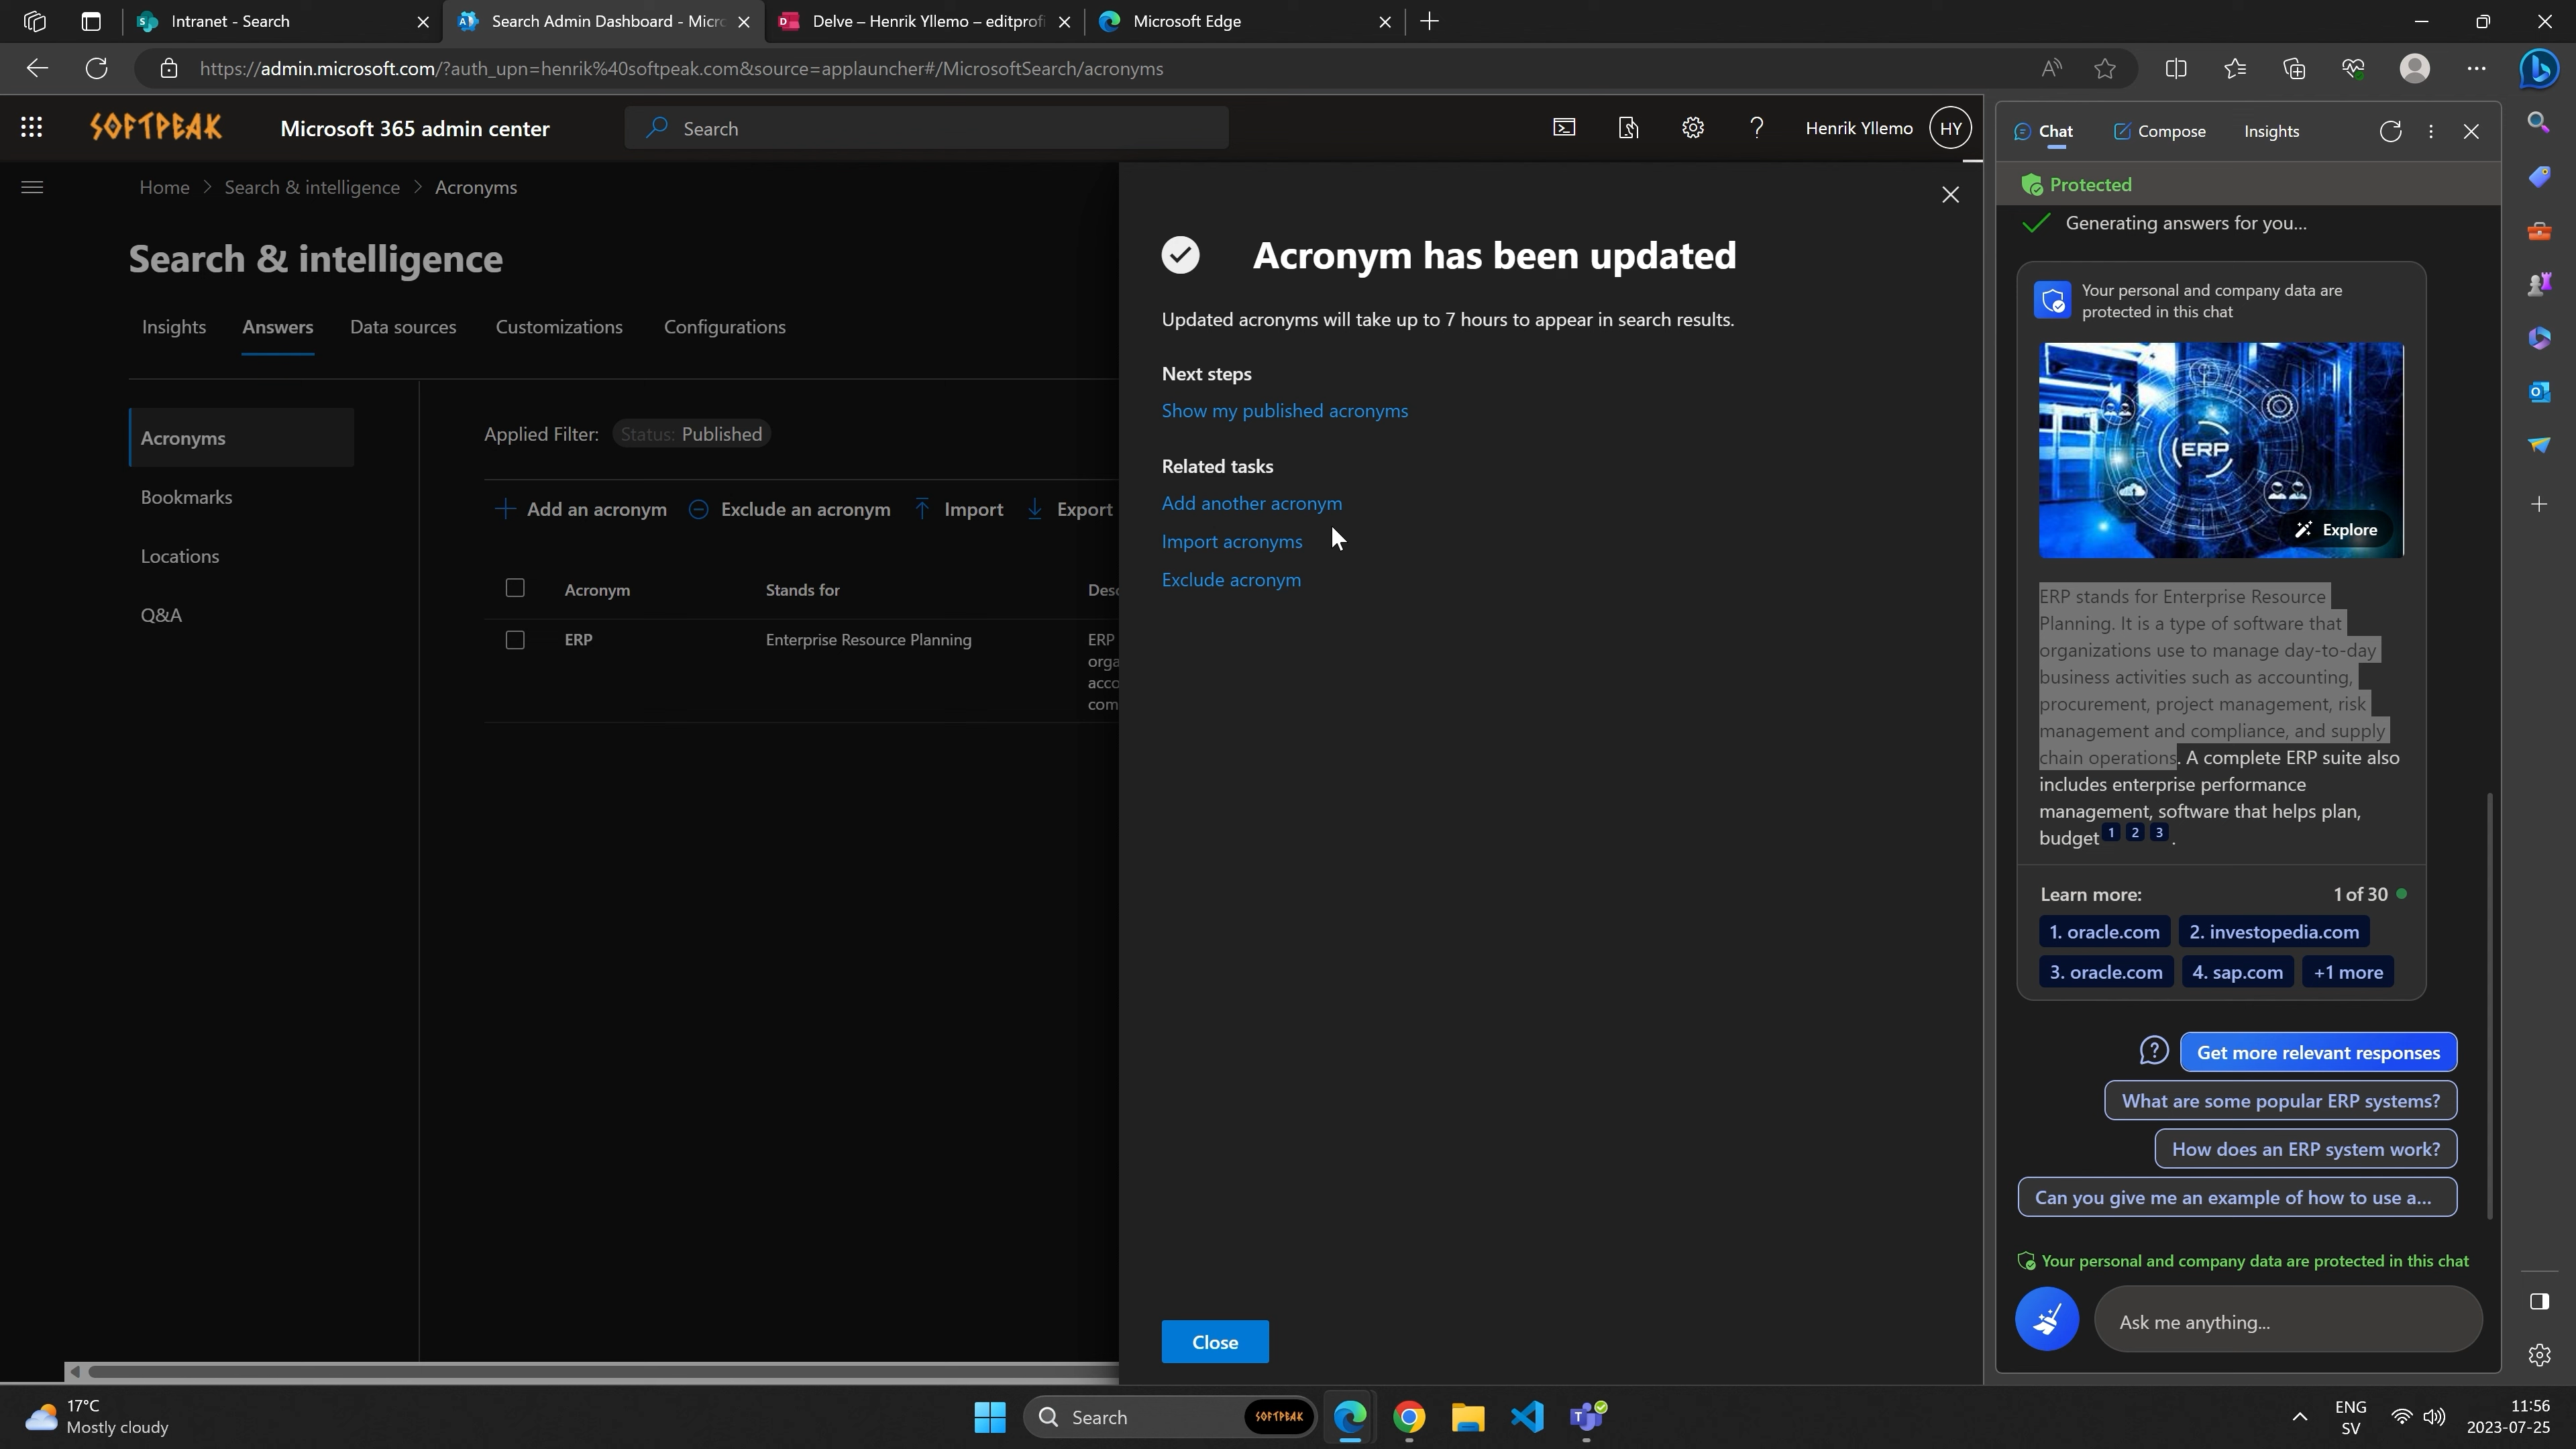 Intranet - Search
Search Admin Dashboard - Micr
Delve – Henrik Yllemo – editprofi
Microsoft Edge
https://admin.microsoft.com/?auth_upn=henrik%40softpeak.com&source=applauncher#/MicrosoftSearch/acronyms
SOFTPEAK
Microsoft 365 admin center
Search
Henrik Yllemo
HY
Home > Search & intelligence > Acronyms
Search & intelligence
Insights
Answers
Data sources
Customizations
Configurations
Acronyms
Bookmarks
Locations
Q&A
Applied Filter: Status: Published
Add an acronym
Exclude an acronym
Import
Export
Acronym
Stands for
Desc
ERP
Enterprise Resource Planning
ERP
orga
acco
com
Acronym has been updated
Updated acronyms will take up to 7 hours to appear in search results.
Next steps
Show my published acronyms
Related tasks
Add another acronym
Import acronyms
Exclude acronym
Close
Chat
Compose
Insights
Protected
Generating answers for you...
Your personal and company data are
protected in this chat
ERP
Explore
ERP stands for Enterprise Resource
Planning. It is a type of software that
organizations use to manage day-to-day
business activities such as accounting,
procurement, project management, risk
management and compliance, and supply
chain operations. A complete ERP suite also
includes enterprise performance
management, software that helps plan,
budget 1 2 3 .
Learn more:
1 of 30
1. oracle.com
2. investopedia.com
3. oracle.com
4. sap.com
+1 more
Get more relevant responses
What are some popular ERP systems?
How does an ERP system work?
Can you give me an example of how to use a...
Your personal and company data are protected in this chat
Ask me anything...
17°C
Mostly cloudy
Search
SOFTPEAK
ENG
SV
11:56
2023-07-25